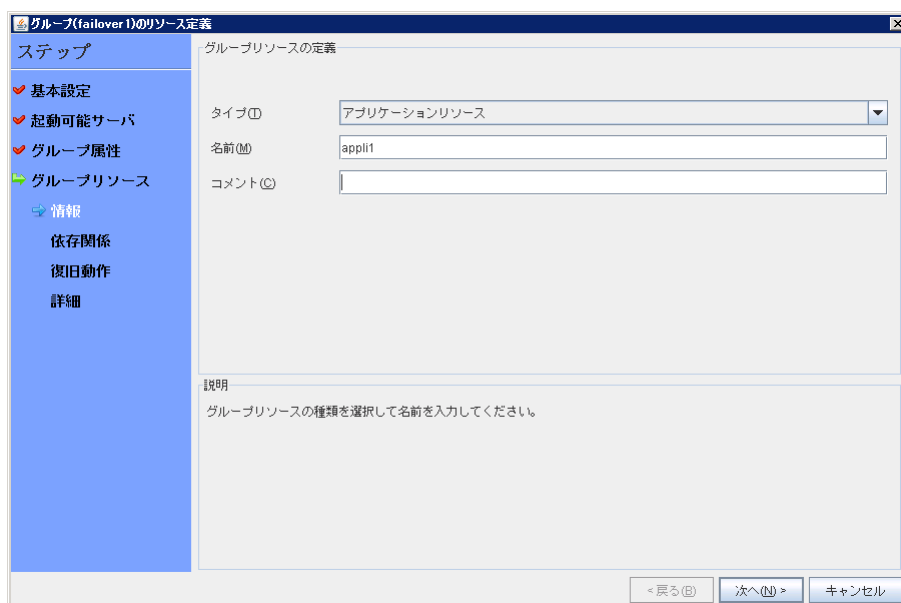 グループ(failover1)のリソース定義
ステップ
基本設定
起動可能サーバ
グループ属性
グループリソース
情報
依存関係
復旧動作
詳細
グループリソースの定義
タイプ(T) アプリケーションリソース
名前(M) appli1
コメント(C)
説明
グループリソースの種類を選択して名前を入力してください。
<戻る(B) 次へ(N) > キャンセル